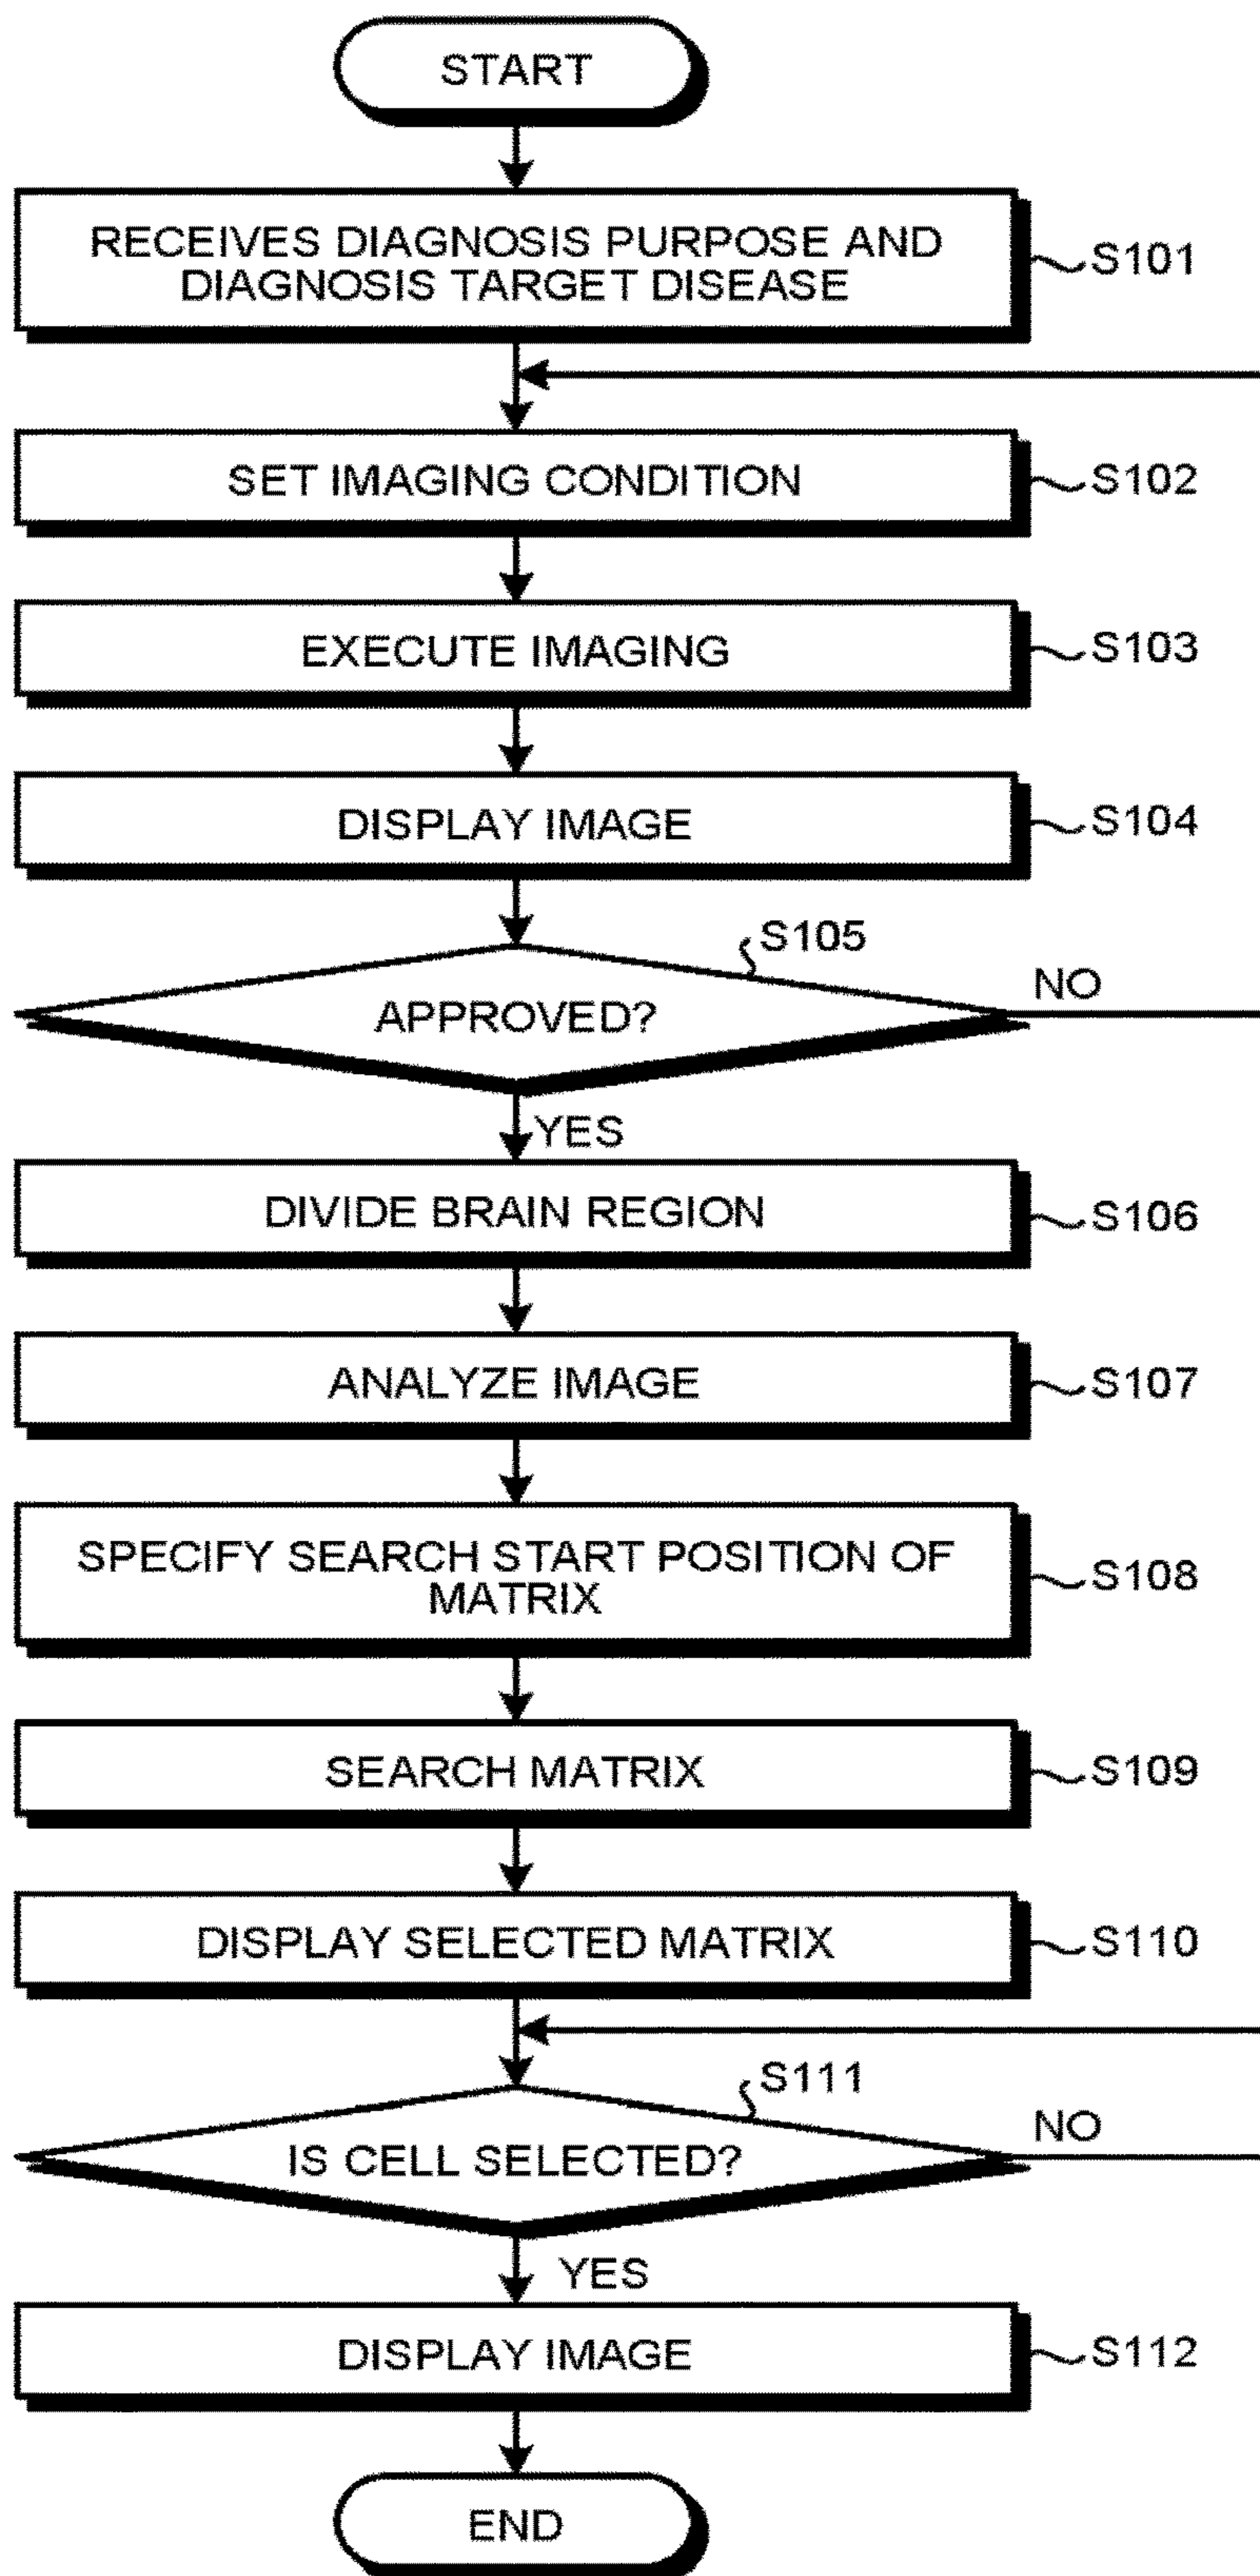 START
RECEIVES DIAGNOSIS PURPOSE AND
DIAGNOSIS TARGET DISEASE
S101
SET IMAGING CONDITION
S102
EXECUTE IMAGING
S103
DISPLAY IMAGE
S104
S105
APPROVED?
NO
YES
DIVIDE BRAIN REGION
S106
ANALYZE IMAGE
S107
SPECIFY SEARCH START POSITION OF
MATRIX
S108
SEARCH MATRIX
S109
DISPLAY SELECTED MATRIX
S110
S111
IS CELL SELECTED?
NO
YES
DISPLAY IMAGE
S112
END